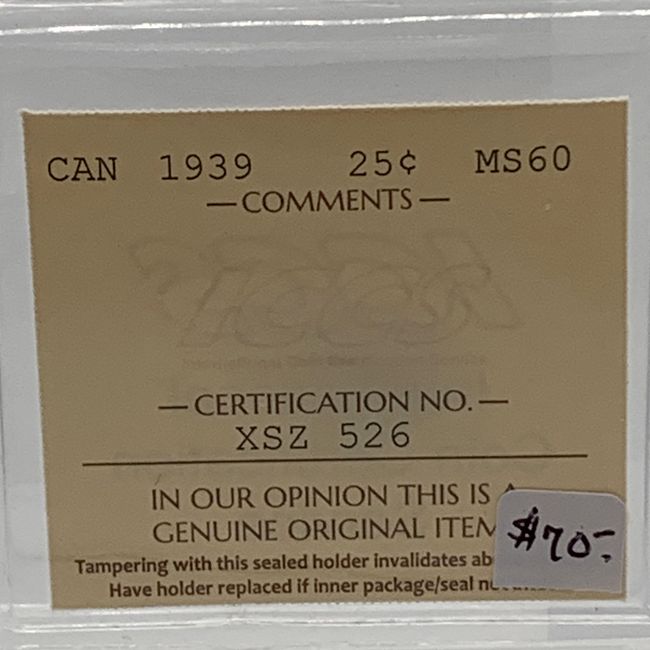 CAN 1939 25¢ MS60
—COMMENTS—
—CERTIFICATION NO.—
XSZ 526
IN OUR OPINION THIS IS
GENUINE ORIGINAL ITEM
$70-
Tampering with this sealed holder invalidates
Have holder replaced if inner package/seal